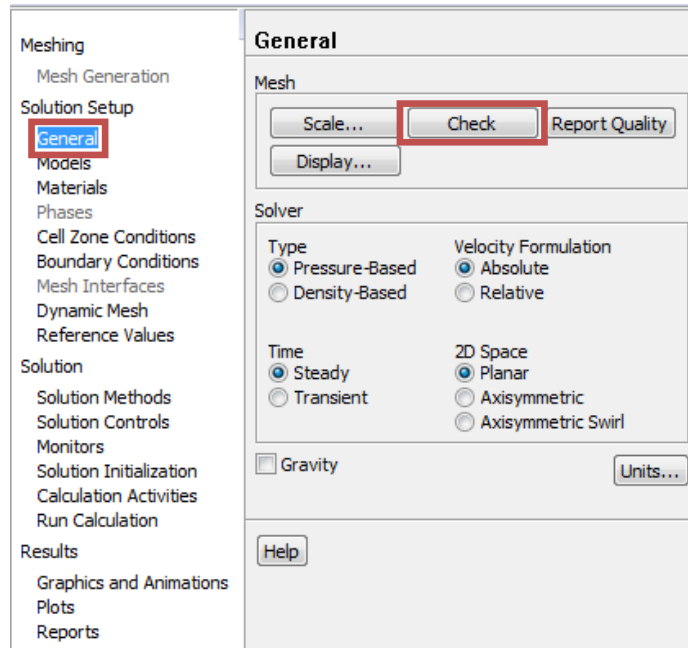 Meshing
Mesh Generation
Solution Setup
General
Models
Materials
Phases
Cell Zone Conditions
Boundary Conditions
Mesh Interfaces
Dynamic Mesh
Reference Values
Solution
Solution Methods
Solution Controls
Monitors
Solution Initialization
Calculation Activities
Run Calculation
Results
Graphics and Animations
Plots
Reports
General
Mesh
Scale... Check Report Quality
Display...
Solver
Type
Pressure-Based
Density-Based
Velocity Formulation
Absolute
Relative
Time
Steady
Transient
2D Space
Planar
Axisymmetric
Axisymmetric Swirl
Gravity
Units...
Help